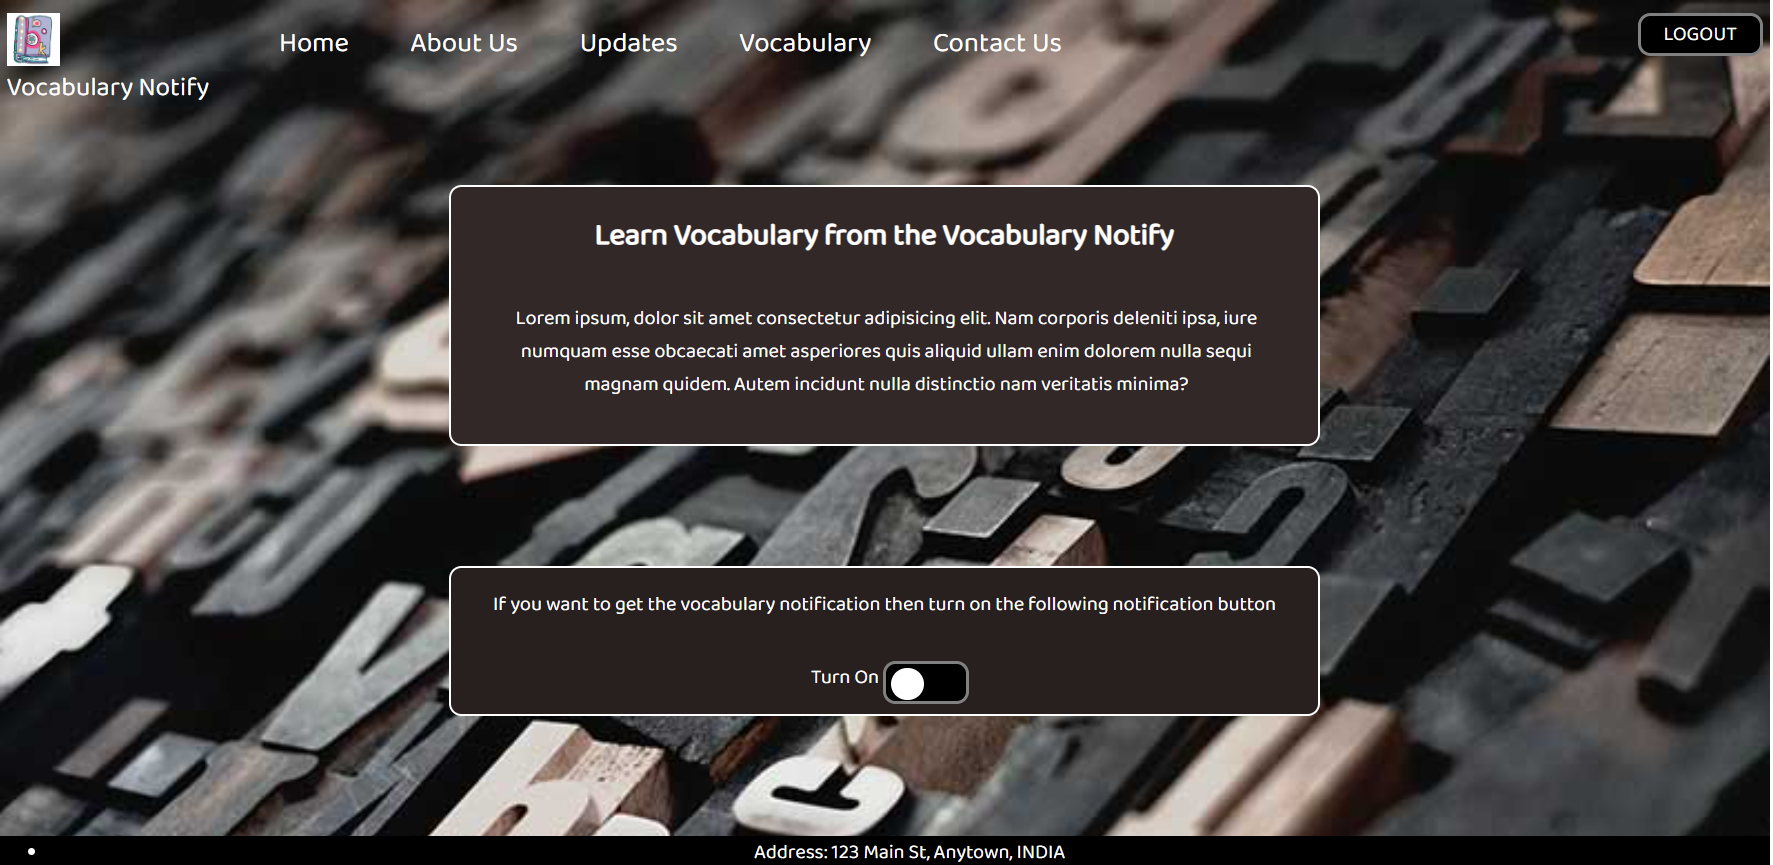 Home About Us Updates Vocabulary Contact Us LOGOUT
Vocabulary Notify
Learn Vocabulary from the Vocabulary Notify
Lorem ipsum, dolor sit amet consectetur adipisicing elit. Nam corporis deleniti ipsa, iure
numquam esse obcaecati amet asperiores quis aliquid ullam enim dolorem nulla sequi
magnam quidem. Autem incidunt nulla distinctio nam veritatis minima?
If you want to get the vocabulary notification then turn on the following notification button
Turn On
Address: 123 Main St, Anytown, INDIA